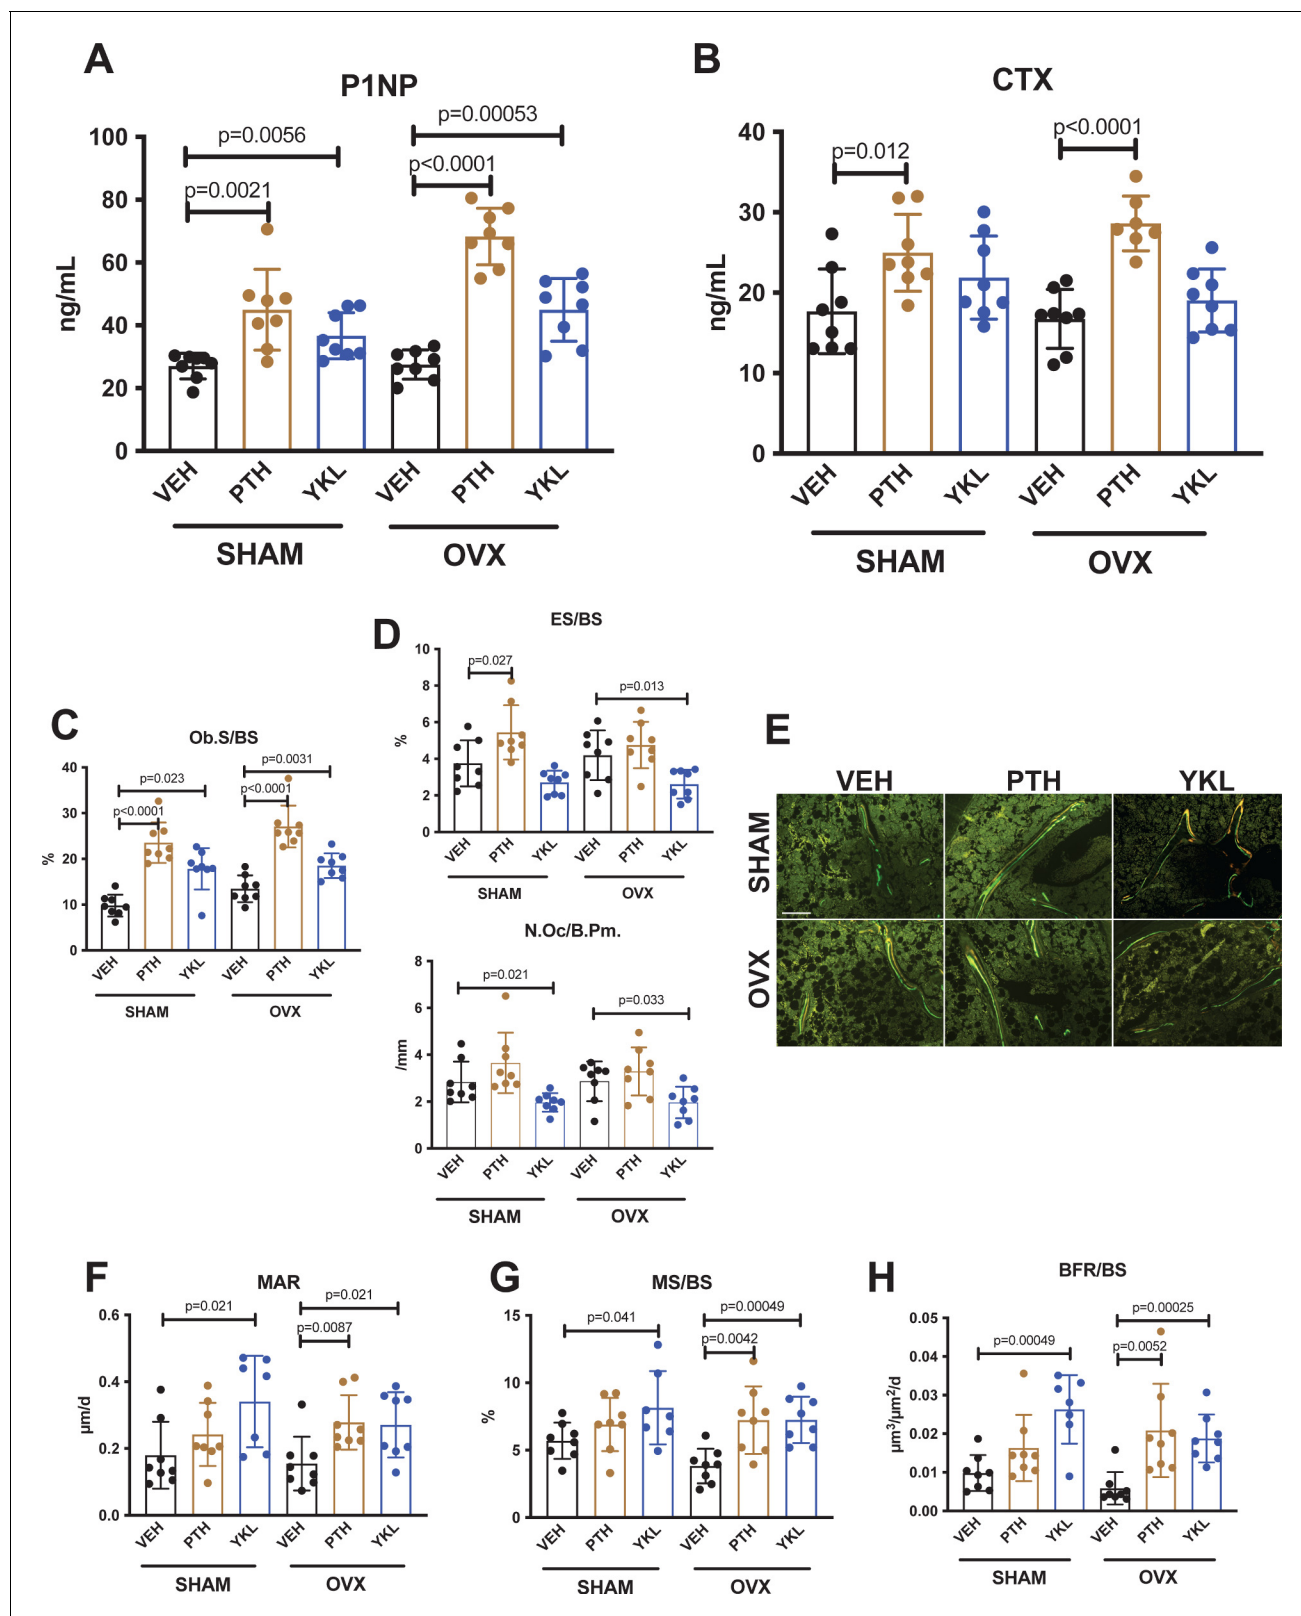 A
P1NP
ng/mL
100
80
60
40
20
0
p=0.0056
p=0.0021
p=0.00053
p<0.0001
VEH
PTH
YKL
VEH
PTH
YKL
SHAM
OVX
B
CTX
ng/mL
40
30
20
10
0
p=0.012
p<0.0001
VEH
PTH
YKL
VEH
PTH
YKL
SHAM
OVX
C
Ob.S/BS
%
40
30
20
10
0
p=0.023
p<0.0001
p=0.0031
p<0.0001
VEH
PTH
YKL
VEH
PTH
YKL
SHAM
OVX
D
ES/BS
%
10
8
6
4
2
0
p=0.027
p=0.013
VEH
PTH
YKL
VEH
PTH
YKL
SHAM
OVX
N.Oc/B.Pm.
/mm
8
6
4
2
0
p=0.021
p=0.033
VEH
PTH
YKL
VEH
PTH
YKL
SHAM
OVX
E
VEH
PTH
YKL
SHAM
OVX
F
MAR
µm/d
0.6
0.4
0.2
0.0
p=0.021
p=0.021
p=0.0087
VEH
PTH
YKL
VEH
PTH
YKL
SHAM
OVX
G
MS/BS
%
15
10
5
0
p=0.041
p=0.00049
p=0.0042
VEH
PTH
YKL
VEH
PTH
YKL
SHAM
OVX
H
BFR/BS
µm³/µm²/d
0.05
0.04
0.03
0.02
0.01
0.00
p=0.00049
p=0.00025
p=0.0052
VEH
PTH
YKL
VEH
PTH
YKL
SHAM
OVX